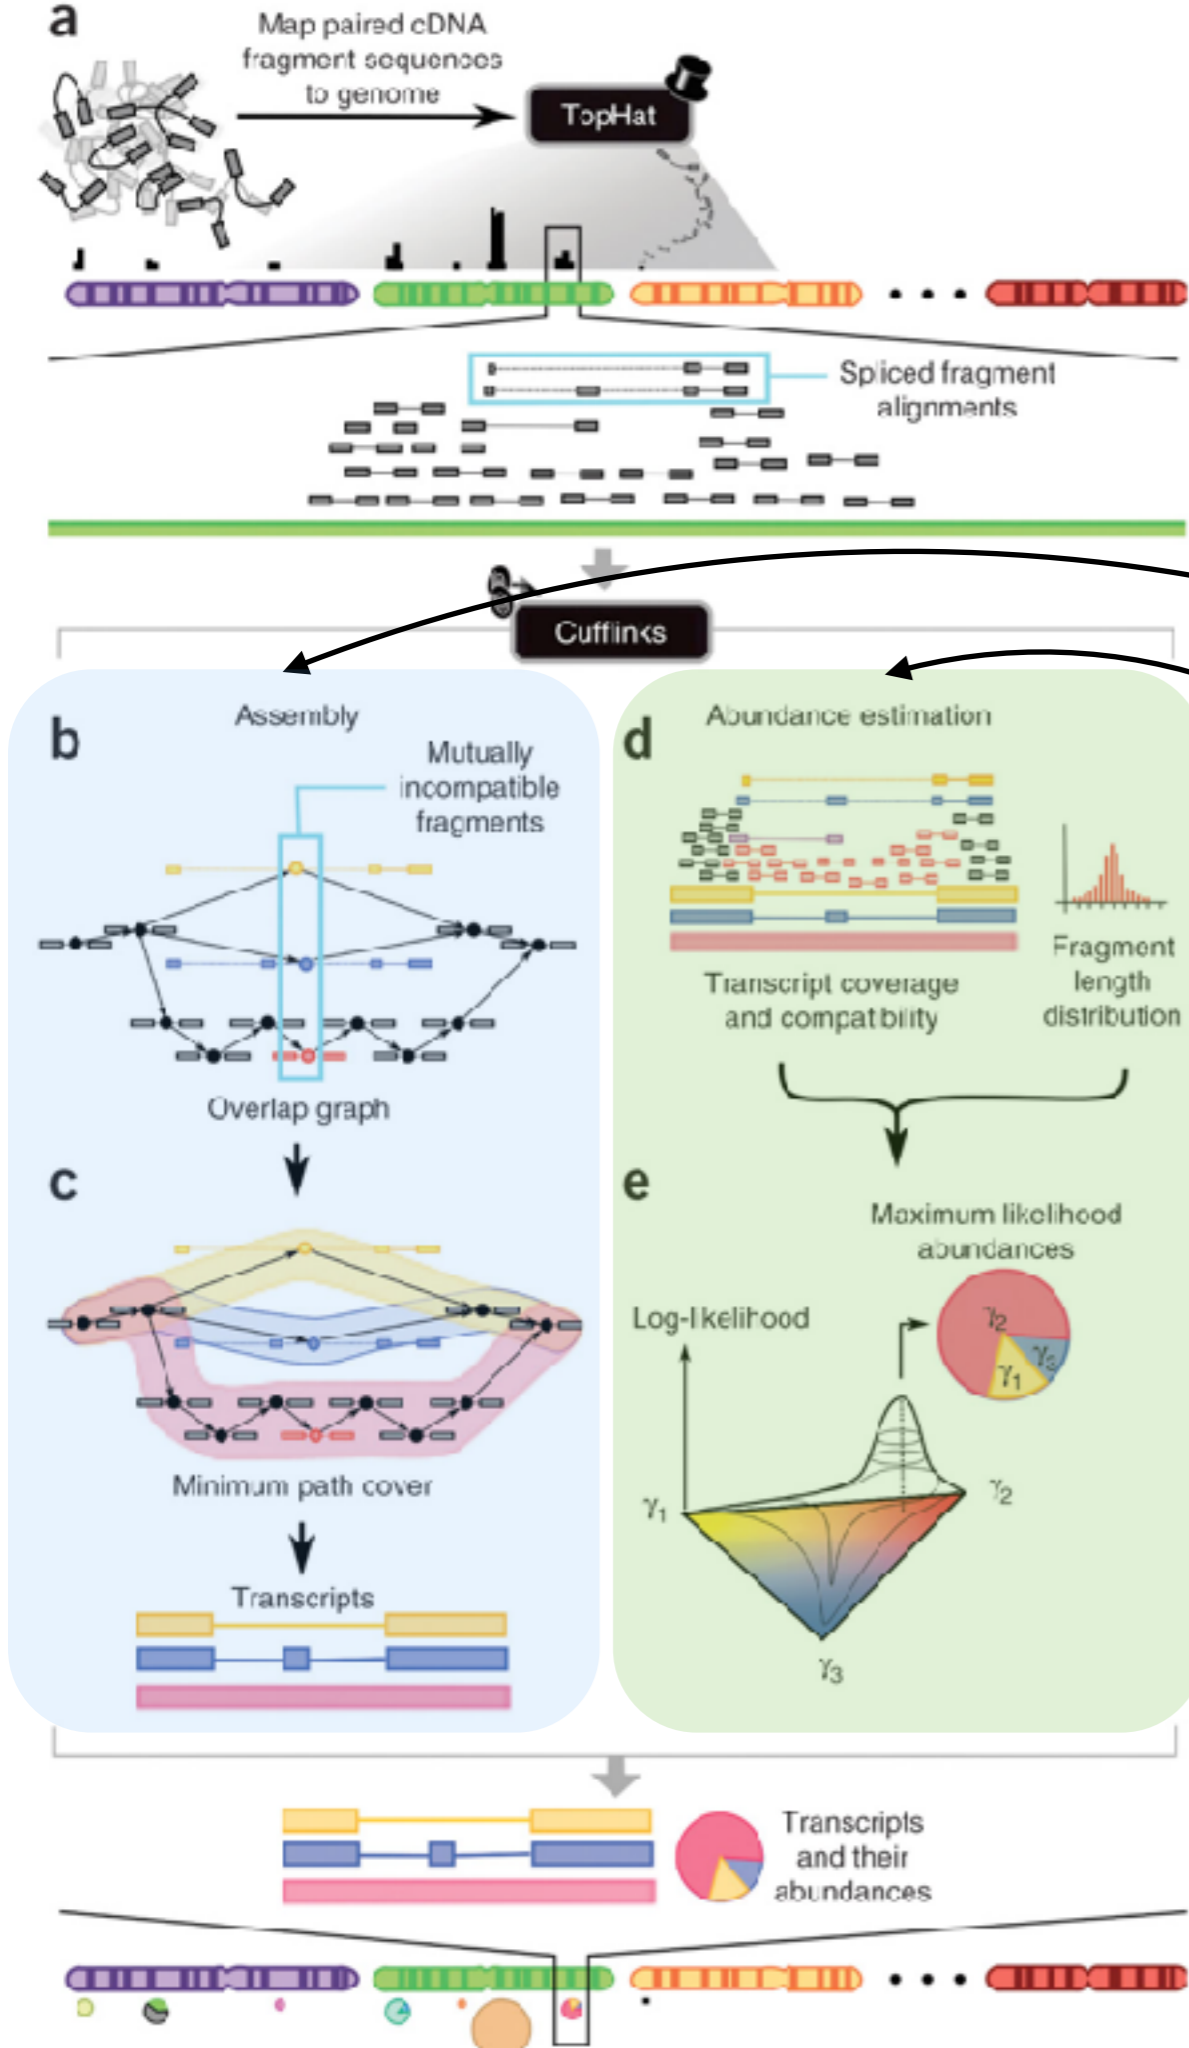 a
Map paired cDNA
fragment sequences
to genome
TopHat
Spliced fragment
alignments
Cufflinks
b
Assembly
Mutually
incompatible
fragments
Overlap graph
c
Minimum path cover
Transcripts
d
Abundance estimation
Transcript coverage
and compatibility
Fragment
length
distribution
e
Maximum likelihood
abundances
Log-likelihood
γ2
γ3
γ1
γ1
γ2
γ3
Transcripts
and their
abundances